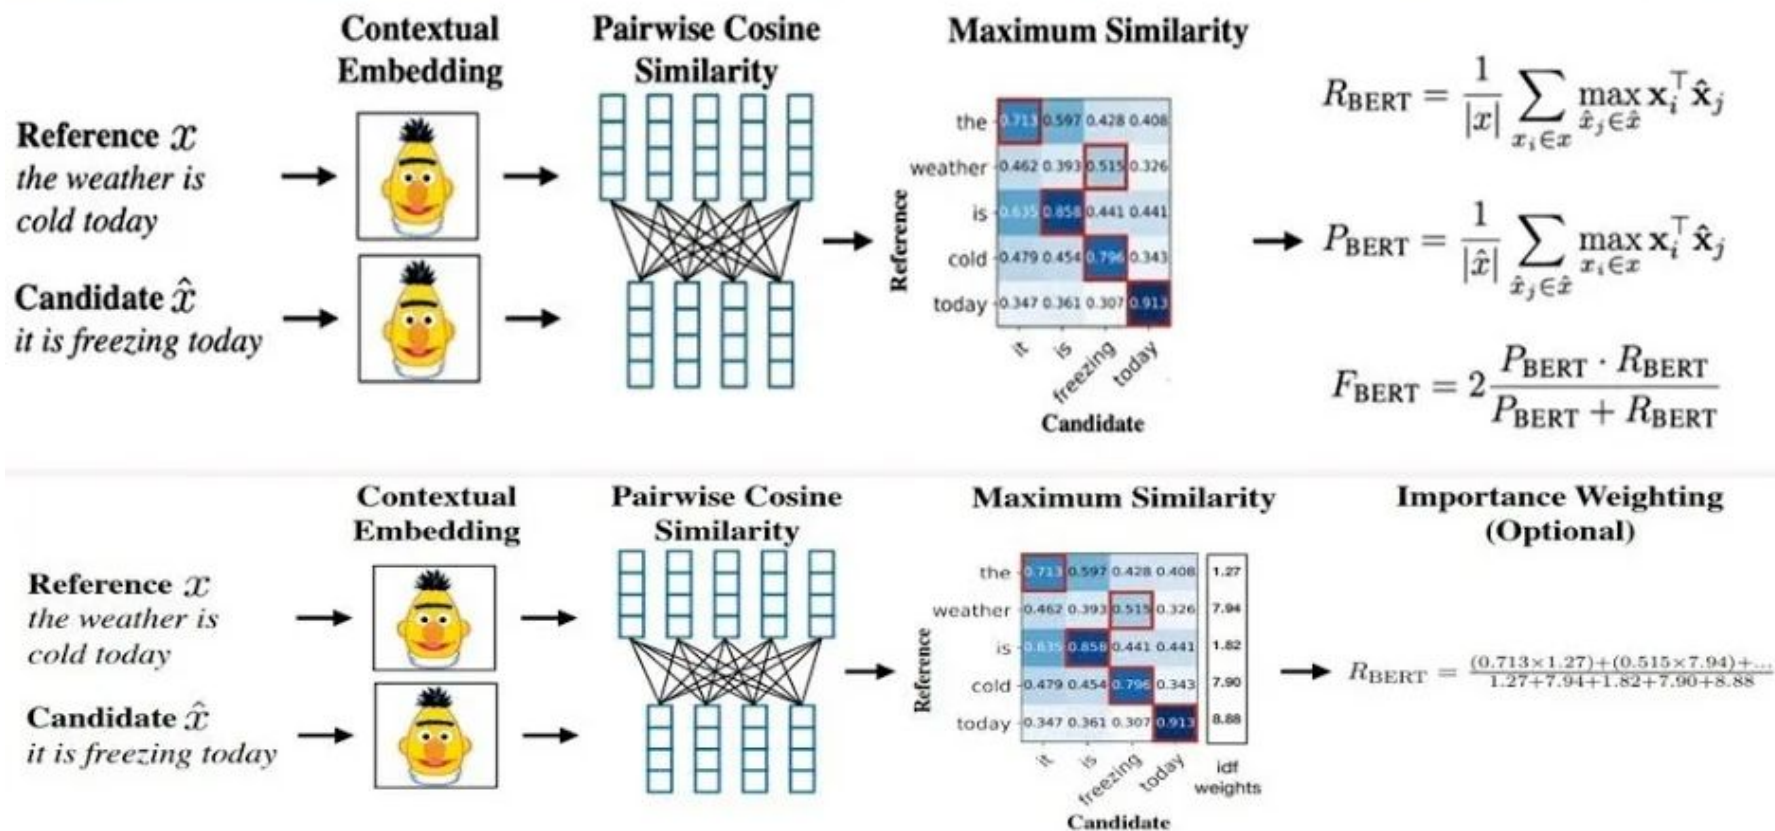 Contextual
Embedding
Pairwise Cosine
Similarity
Maximum Similarity
Reference x
the weather is
cold today
Candidate x̂
it is freezing today
Reference
the 0.713 0.597 0.428 0.408
weather 0.462 0.393 0.515 0.326
is 0.635 0.858 0.441 0.441
cold 0.479 0.454 0.796 0.343
today 0.347 0.361 0.307 0.913
it is freezing today
Candidate
R_BERT = 1/|x| ∑_{x_i∈x} max_{x̂_j∈x̂} x_i^⊤ x̂_j
P_BERT = 1/|x̂| ∑_{x̂_j∈x̂} max_{x_i∈x} x_i^⊤ x̂_j
F_BERT = 2 P_BERT · R_BERT / P_BERT + R_BERT
Contextual
Embedding
Pairwise Cosine
Similarity
Maximum Similarity
Importance Weighting
(Optional)
Reference x
the weather is
cold today
Candidate x̂
it is freezing today
Reference
the 0.713 0.597 0.428 0.408 1.27
weather 0.462 0.393 0.515 0.326 7.94
is 0.635 0.858 0.441 0.441 1.82
cold 0.479 0.454 0.796 0.343 7.90
today 0.347 0.361 0.307 0.913 8.88
it is freezing today
idf
weights
Candidate
R_BERT = (0.713×1.27)+(0.515×7.94)+... / 1.27+7.94+1.82+7.90+8.88